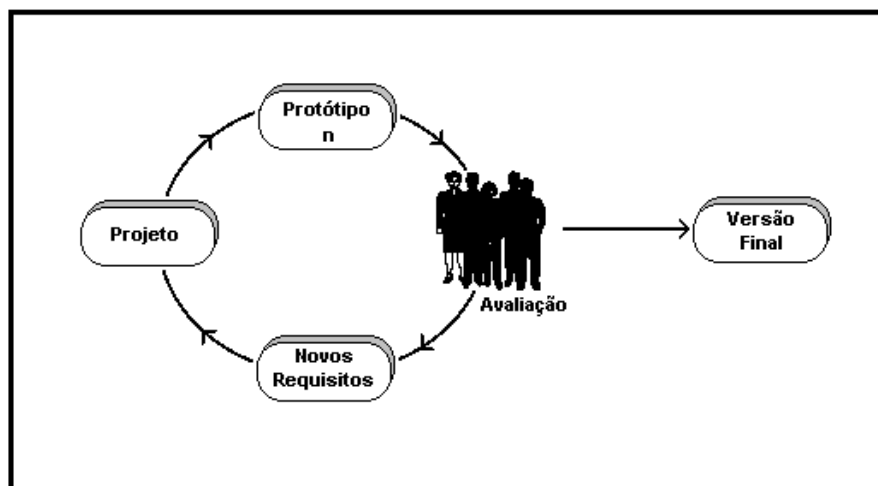 Protótipo
n
Projeto
Versão
Final
Avaliação
Novos
Requisitos